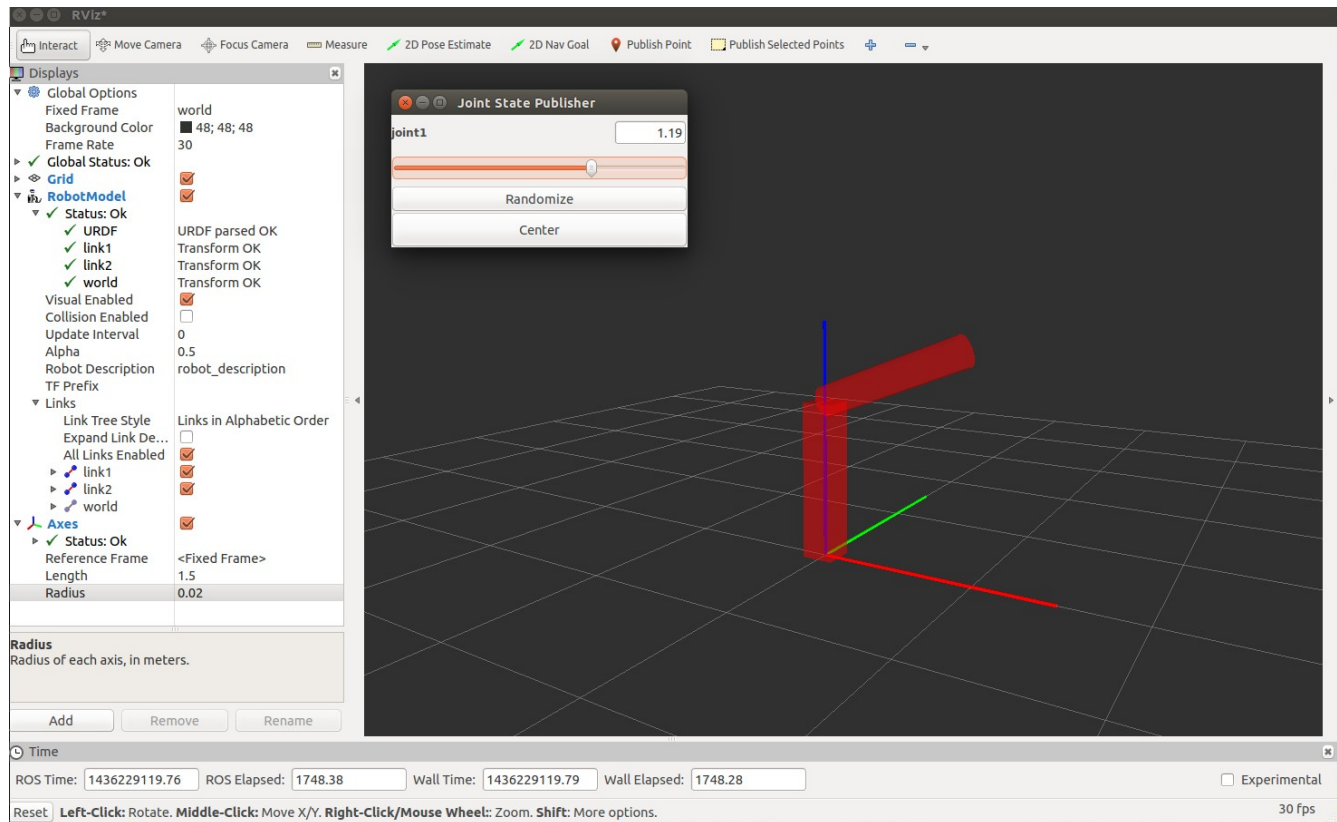 RViz*
Interact Move Camera Focus Camera Measure 2D Pose Estimate 2D Nav Goal Publish Point Publish Selected Points
Displays
Global Options
Fixed Frame world
Background Color 48; 48; 48
Frame Rate 30
Global Status: Ok
Grid
RobotModel
Status: Ok
URDF URDF parsed OK
link1 Transform OK
link2 Transform OK
world Transform OK
Visual Enabled
Collision Enabled
Update Interval 0
Alpha 0.5
Robot Description robot_description
TF Prefix
Links
Link Tree Style Links in Alphabetic Order
Expand Link De...
All Links Enabled
link1
link2
world
Axes
Status: Ok
Reference Frame <Fixed Frame>
Length 1.5
Radius 0.02
Radius
Radius of each axis, in meters.
Add Remove Rename
Joint State Publisher
joint1 1.19
Randomize
Center
Time
ROS Time: 1436229119.76 ROS Elapsed: 1748.38 Wall Time: 1436229119.79 Wall Elapsed: 1748.28 Experimental
Reset Left-Click: Rotate. Middle-Click: Move X/Y. Right-Click/Mouse Wheel:: Zoom. Shift: More options. 30 fps